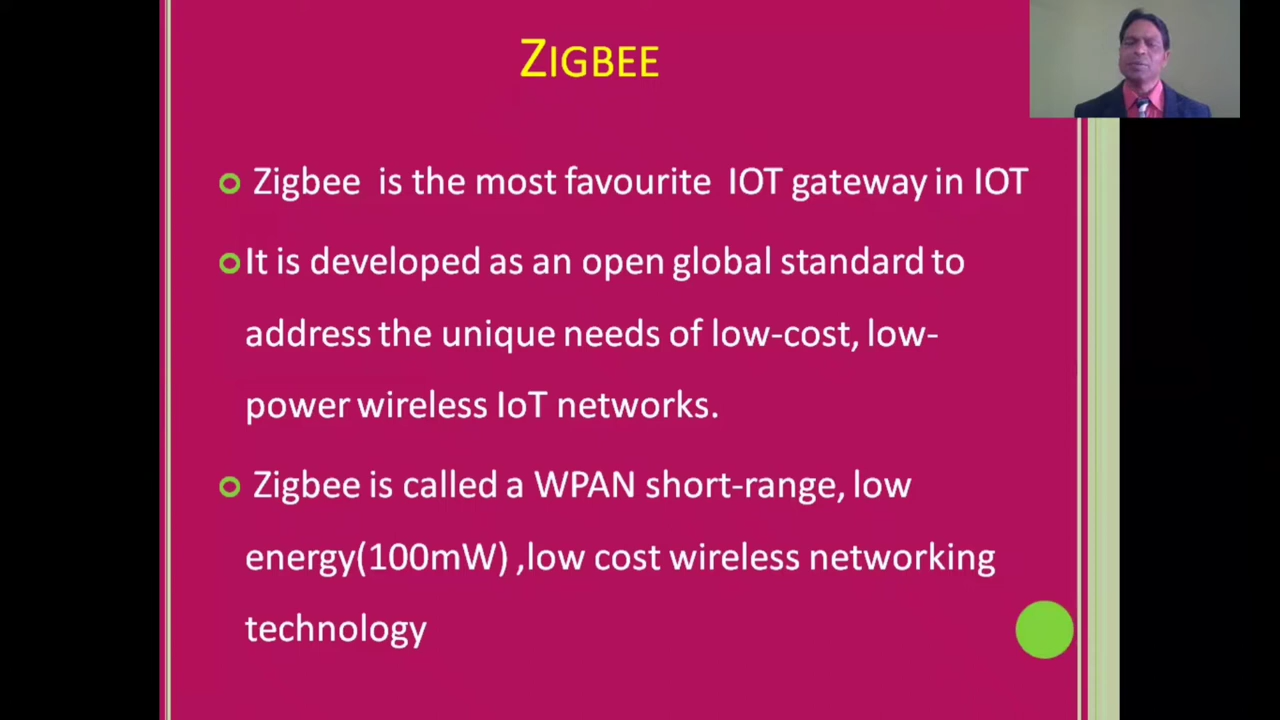 ZIGBEE
Zigbee is the most favourite IOT gateway in IOT
It is developed as an open global standard to
address the unique needs of low-cost, low-
power wireless IoT networks.
Zigbee is called a WPAN short-range, low
energy(100mW) ,low cost wireless networking
technology